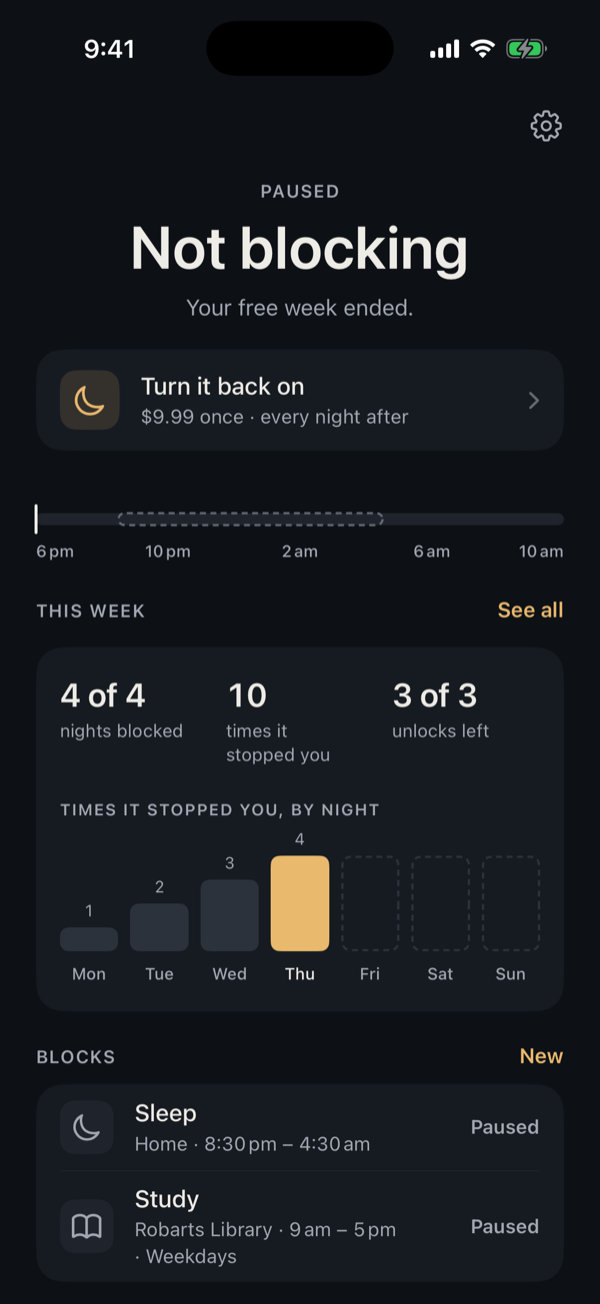 9:41
PAUSED
Not blocking
Your free week ended.
Turn it back on
$9.99 once · every night after
6 pm 10 pm 2 am 6 am 10 am
THIS WEEK See all
4 of 4 10 3 of 3
nights blocked times it unlocks left
stopped you
TIMES IT STOPPED YOU, BY NIGHT
4
3
2
1
Mon Tue Wed Thu Fri Sat Sun
BLOCKS New
Sleep
Home · 8:30 pm – 4:30 am
Paused
Study
Robarts Library · 9 am – 5 pm
· Weekdays
Paused